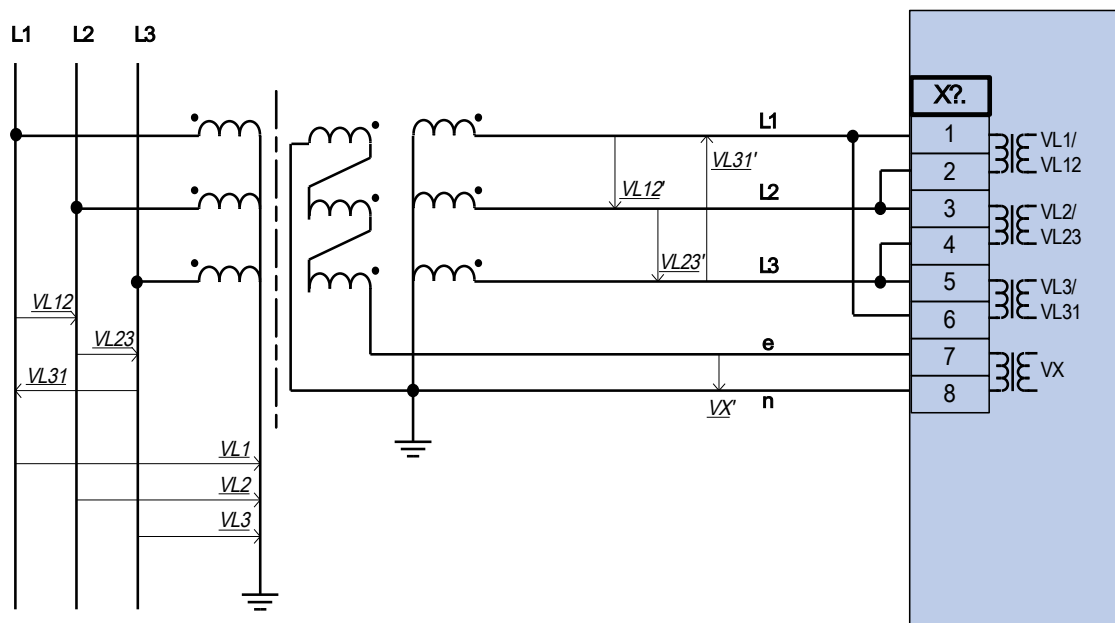 L1 L2 L3
X?.
L1
1
VL1/
VL12
VL31'
2
VL12'
L2
3
VL2/
VL23
4
VL23'
L3
5
VL3/
VL31
VL12
6
VL23
e
7
VX
VL31
n
8
VX'
VL1
VL2
VL3